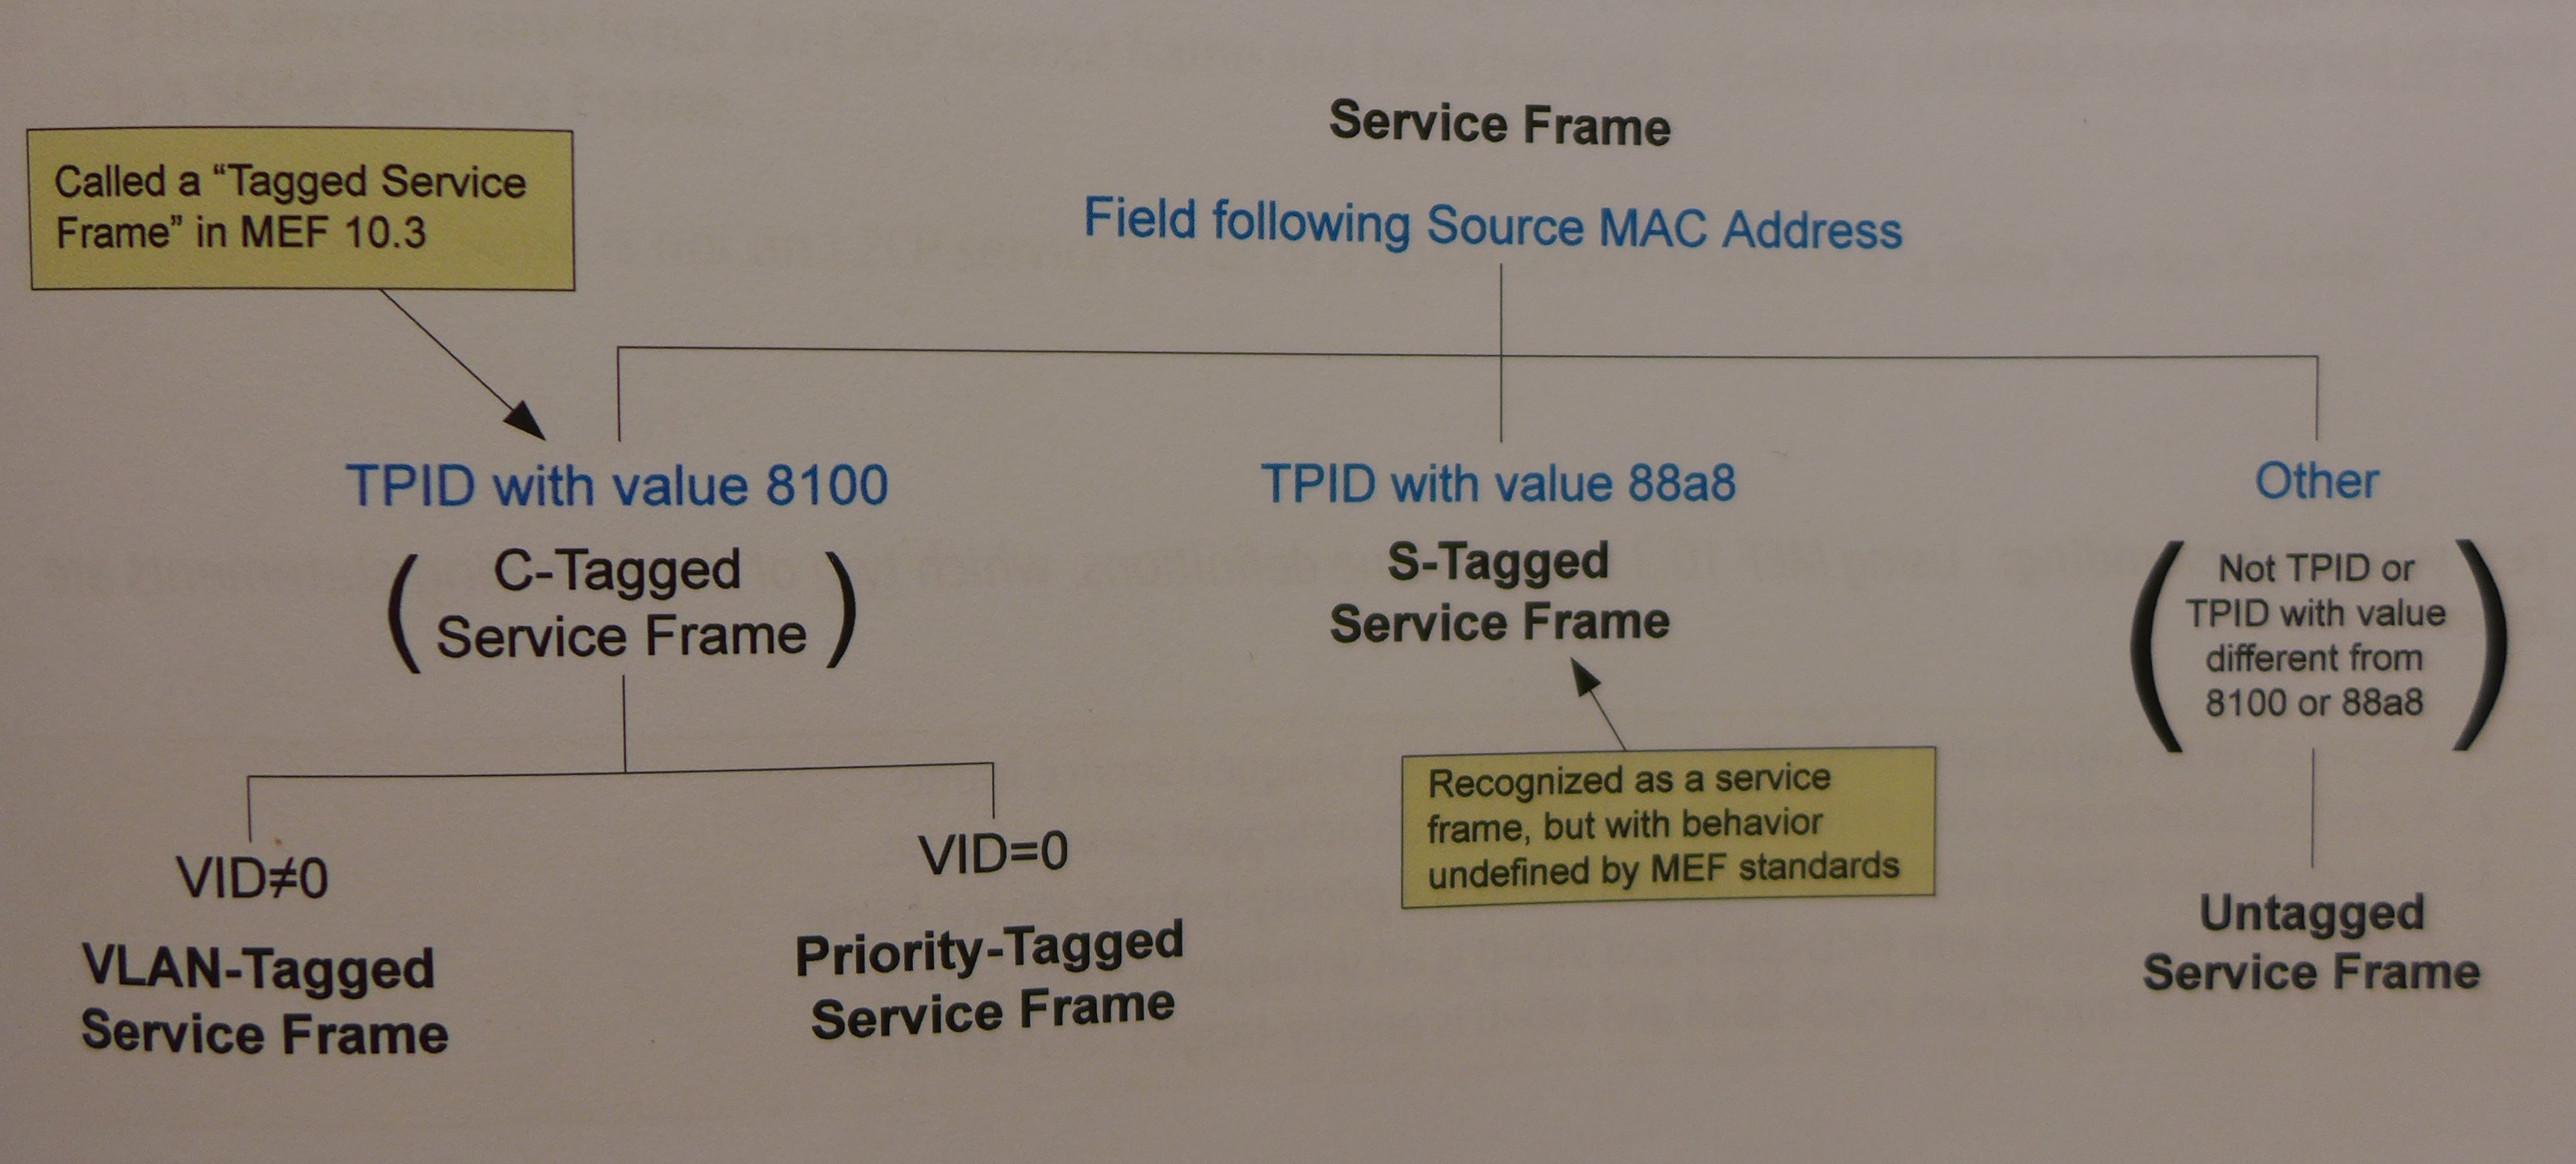 Service Frame
Field following Source MAC Address
Called a “Tagged Service
Frame” in MEF 10.3
TPID with value 8100
(C-Tagged
Service Frame)
VID≠0
VLAN-Tagged
Service Frame
VID=0
Priority-Tagged
Service Frame
TPID with value 88a8
S-Tagged
Service Frame
Recognized as a service
frame, but with behavior
undefined by MEF standards
Other
(Not TPID or
TPID with value
different from
8100 or 88a8)
Untagged
Service Frame